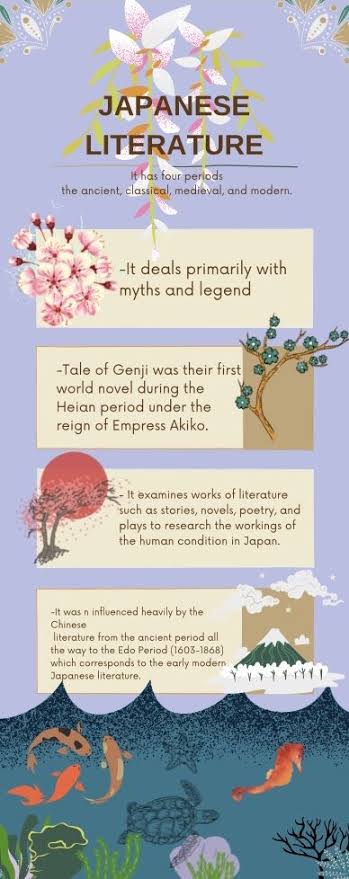 JAPANESE
LITERATURE
It has four periods
the ancient, classical, medieval, and modern.
-It deals primarily with
myths and legend
-Tale of Genji was their first
world novel during the
Heian period under the
reign of Empress Akiko.
- It examines works of literature
such as stories, novels, poetry, and
plays to research the workings of
the human condition in Japan.
-It was n influenced heavily by the
Chinese
literature from the ancient period all
the way to the Edo Period (1603-1868)
which corresponds to the early modern
Japanese literature.